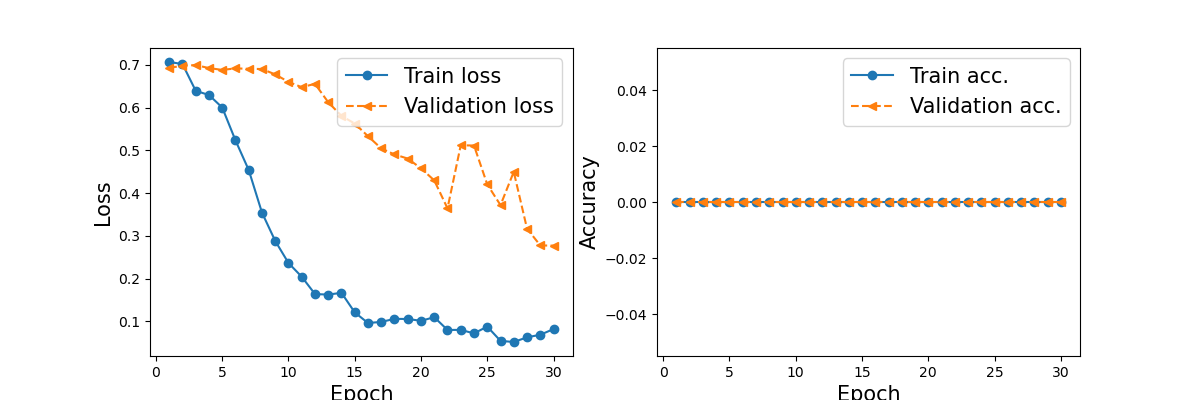 Train loss
Validation loss
Loss
0.7
0.6
0.5
0.4
0.3
0.2
0.1
0 5 10 15 20 25 30
Epoch
Train acc.
Validation acc.
Accuracy
0.04
0.02
0.00
−0.02
−0.04
0 5 10 15 20 25 30
Epoch